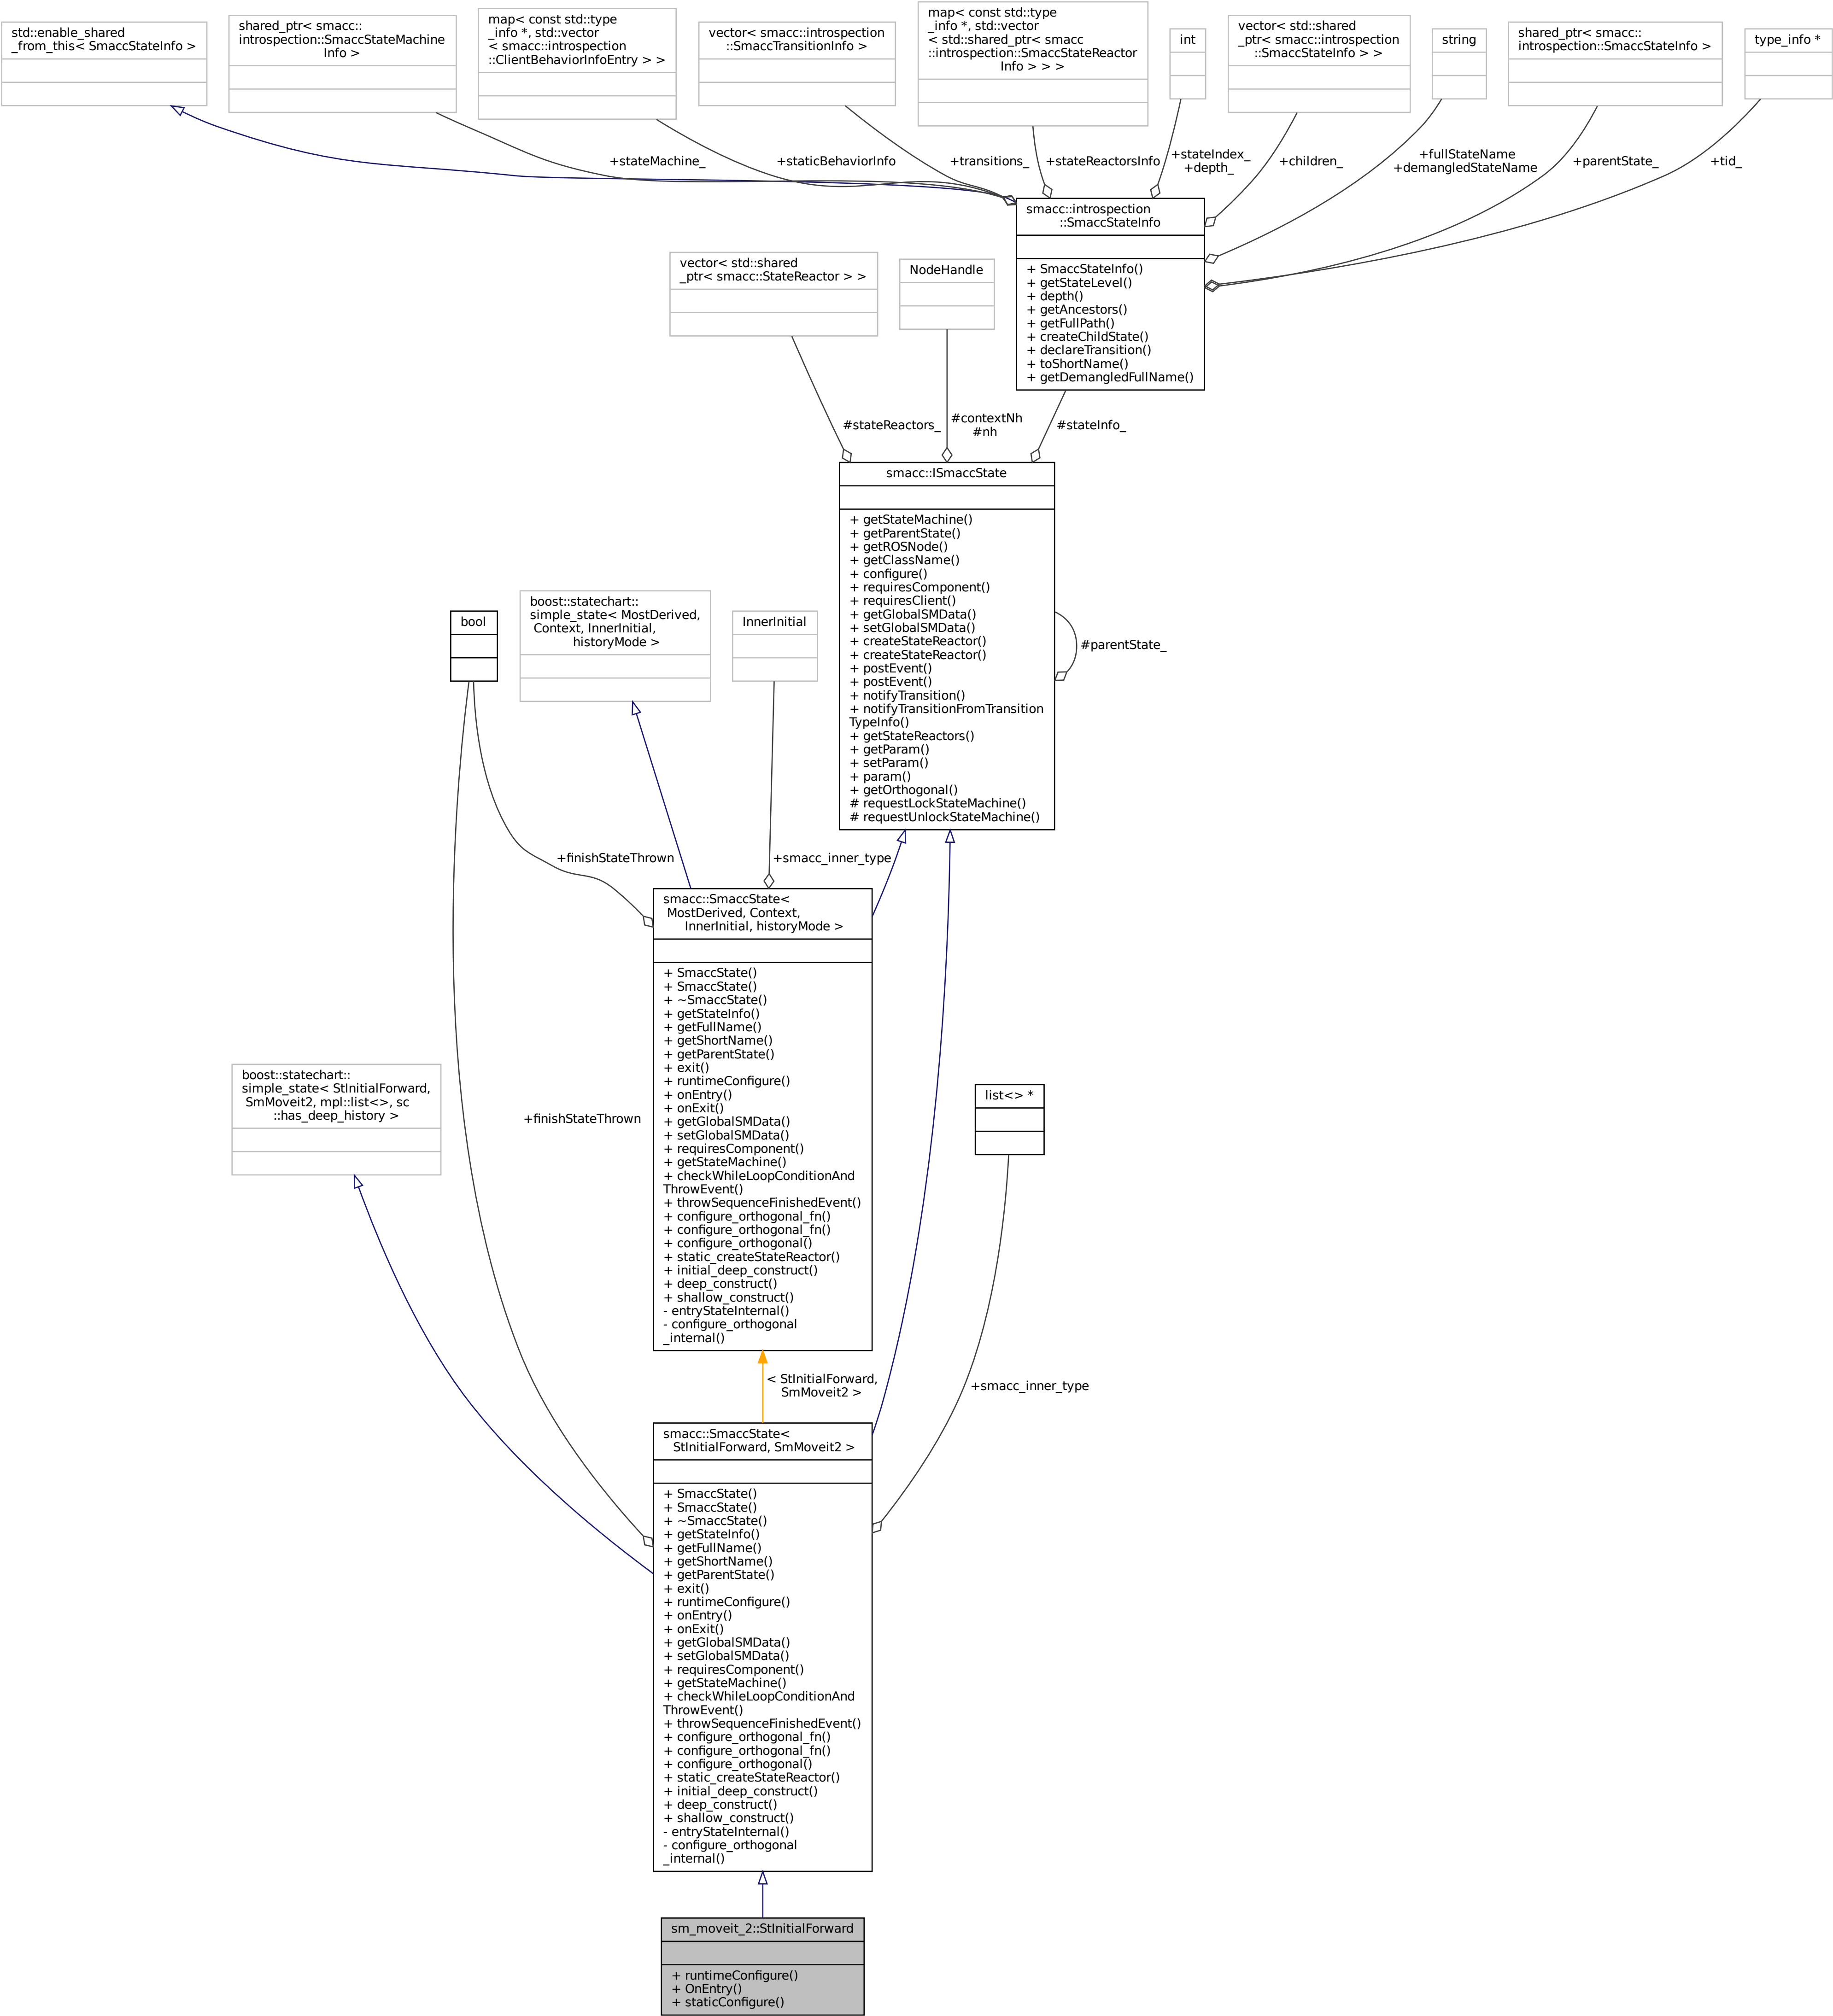 std::enable_shared
_from_this< SmaccStateInfo >
shared_ptr< smacc::
introspection::SmaccStateMachine
Info >
map< const std::type
_info *, std::vector
< smacc::introspection
::ClientBehaviorInfoEntry > >
vector< smacc::introspection
::SmaccTransitionInfo >
map< const std::type
_info *, std::vector
< std::shared_ptr< smacc
::introspection::SmaccStateReactor
Info > > >
int
vector< std::shared
_ptr< smacc::introspection
::SmaccStateInfo > >
string
shared_ptr< smacc::
introspection::SmaccStateInfo >
type_info *
+stateMachine_
+staticBehaviorInfo
+transitions_
+stateReactorsInfo
+stateIndex_
+depth_
+children_
+fullStateName
+demangledStateName
+parentState_
+tid_
smacc::introspection
::SmaccStateInfo
+ SmaccStateInfo()
+ getStateLevel()
+ depth()
+ getAncestors()
+ getFullPath()
+ createChildState()
+ declareTransition()
+ toShortName()
+ getDemangledFullName()
vector< std::shared
_ptr< smacc::StateReactor > >
NodeHandle
#stateReactors_
#contextNh
#nh
#stateInfo_
smacc::ISmaccState
+ getStateMachine()
+ getParentState()
+ getROSNode()
+ getClassName()
+ configure()
+ requiresComponent()
+ requiresClient()
+ getGlobalSMData()
+ setGlobalSMData()
+ createStateReactor()
+ createStateReactor()
+ postEvent()
+ postEvent()
+ notifyTransition()
+ notifyTransitionFromTransition
TypeInfo()
+ getStateReactors()
+ getParam()
+ setParam()
+ param()
+ getOrthogonal()
# requestLockStateMachine()
# requestUnlockStateMachine()
#parentState_
bool
boost::statechart::
simple_state< MostDerived,
Context, InnerInitial,
historyMode >
InnerInitial
+finishStateThrown
+smacc_inner_type
smacc::SmaccState<
MostDerived, Context,
InnerInitial, historyMode >
+ SmaccState()
+ SmaccState()
+ ~SmaccState()
+ getStateInfo()
+ getFullName()
+ getShortName()
+ getParentState()
+ exit()
+ runtimeConfigure()
+ onEntry()
+ onExit()
+ getGlobalSMData()
+ setGlobalSMData()
+ requiresComponent()
+ getStateMachine()
+ checkWhileLoopConditionAnd
ThrowEvent()
+ throwSequenceFinishedEvent()
+ configure_orthogonal_fn()
+ configure_orthogonal_fn()
+ configure_orthogonal()
+ static_createStateReactor()
+ initial_deep_construct()
+ deep_construct()
+ shallow_construct()
- entryStateInternal()
- configure_orthogonal
_internal()
boost::statechart::
simple_state< StInitialForward,
SmMoveit2, mpl::list<>, sc
::has_deep_history >
+finishStateThrown
list<> *
< StInitialForward,
SmMoveit2 >
+smacc_inner_type
smacc::SmaccState<
StInitialForward, SmMoveit2 >
+ SmaccState()
+ SmaccState()
+ ~SmaccState()
+ getStateInfo()
+ getFullName()
+ getShortName()
+ getParentState()
+ exit()
+ runtimeConfigure()
+ onEntry()
+ onExit()
+ getGlobalSMData()
+ setGlobalSMData()
+ requiresComponent()
+ getStateMachine()
+ checkWhileLoopConditionAnd
ThrowEvent()
+ throwSequenceFinishedEvent()
+ configure_orthogonal_fn()
+ configure_orthogonal_fn()
+ configure_orthogonal()
+ static_createStateReactor()
+ initial_deep_construct()
+ deep_construct()
+ shallow_construct()
- entryStateInternal()
- configure_orthogonal
_internal()
sm_moveit_2::StInitialForward
+ runtimeConfigure()
+ OnEntry()
+ staticConfigure()